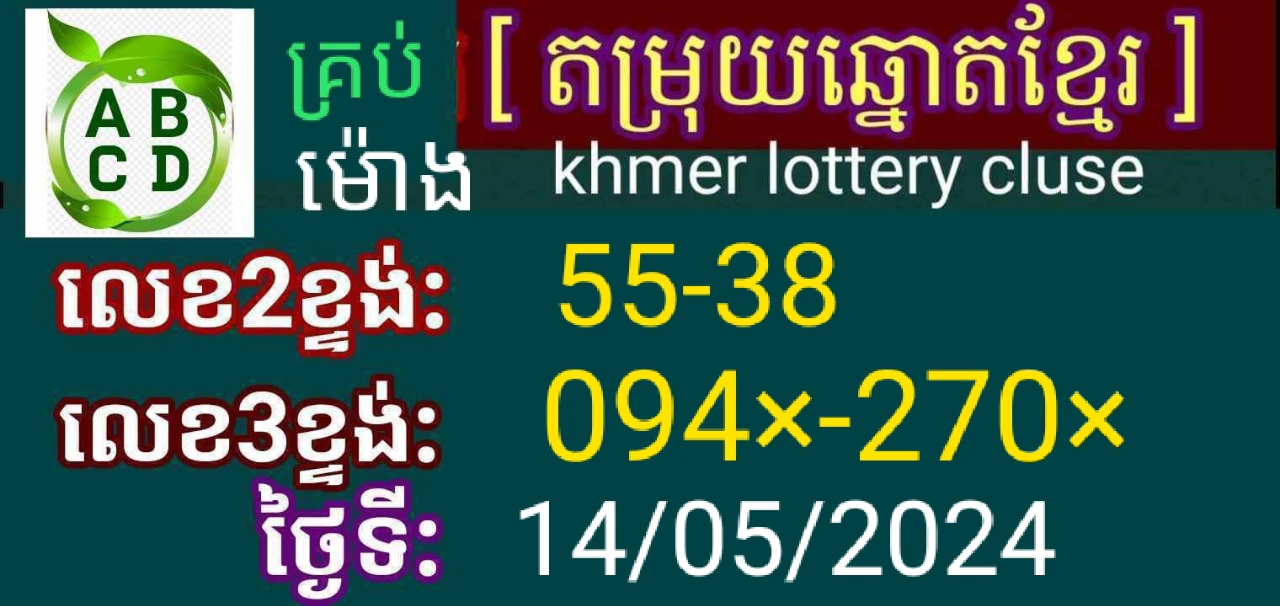 A B
C D
គ្រប់
ម៉ោង
[ តម្រុយឆ្នោតខ្មែរ ]
khmer lottery cluse
លេខ2ខ្ទង់: 55-38
លេខ3ខ្ទង់: 094×-270×
ថ្ងៃទី: 14/05/2024